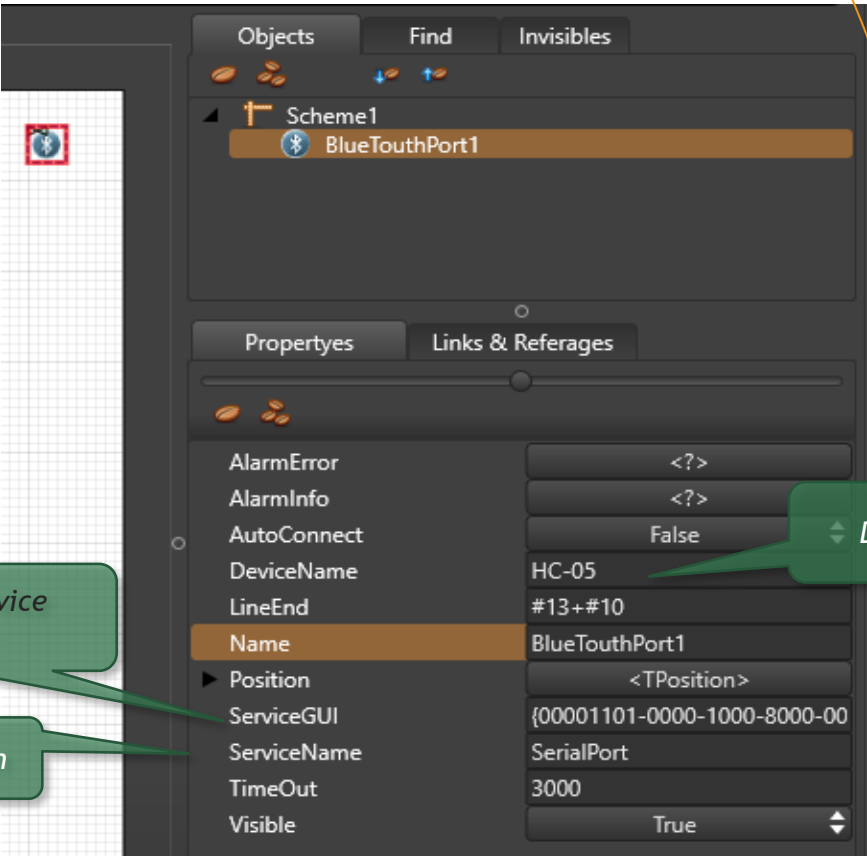 Objects Find Invisibles
Scheme1
BlueTouthPort1
Propertyes Links & Referages
AlarmError <?>
AlarmInfo <?>
AutoConnect False
DeviceName HC-05
LineEnd #13+#10
Name BlueTouthPort1
Position <TPosition>
ServiceGUI {00001101-0000-1000-8000-00
ServiceName SerialPort
TimeOut 3000
Visible True